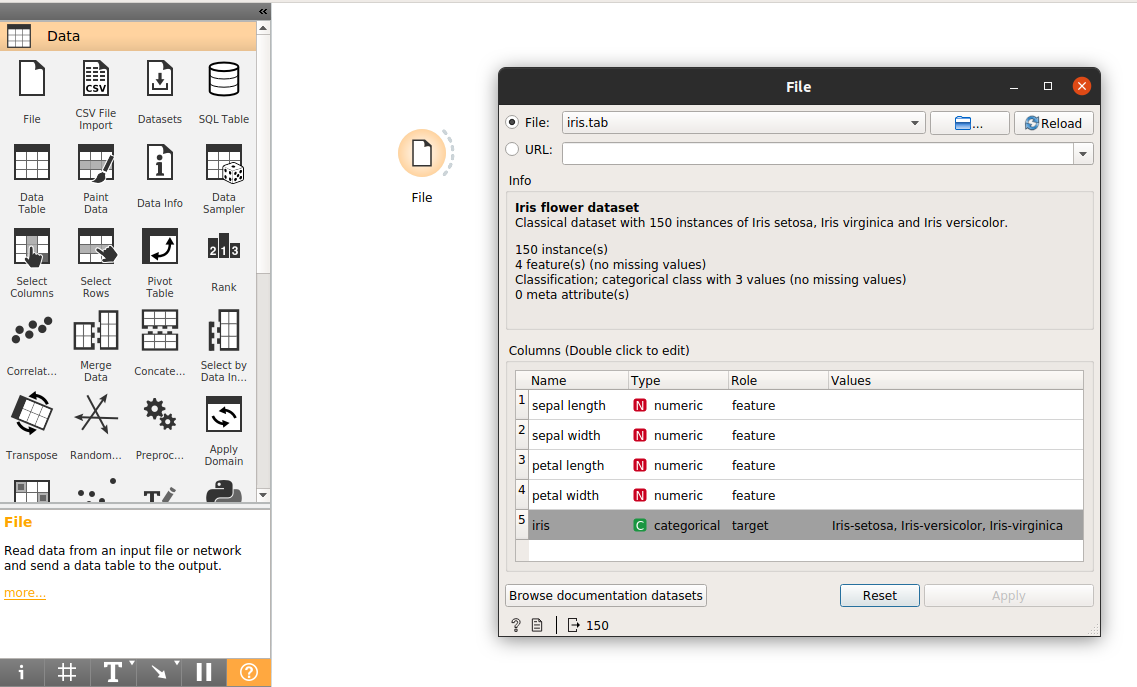 «
Data
File
CSV File
Import
Datasets
SQL Table
Data
Table
Paint
Data
Data Info
Data
Sampler
Select
Columns
Select
Rows
Pivot
Table
Rank
Correlat...
Merge
Data
Concate...
Select by
Data In...
Transpose
Random...
Preproc...
Apply
Domain
File
Read data from an input file or network
and send a data table to the output.
more...
File
File
File: iris.tab ... Reload
URL:
Info
Iris flower dataset
Classical dataset with 150 instances of Iris setosa, Iris virginica and Iris versicolor.
150 instance(s)
4 feature(s) (no missing values)
Classification; categorical class with 3 values (no missing values)
0 meta attribute(s)
Columns (Double click to edit)
Name Type Role Values
1 sepal length N numeric feature
2 sepal width N numeric feature
3 petal length N numeric feature
4 petal width N numeric feature
5 iris C categorical target Iris-setosa, Iris-versicolor, Iris-virginica
Browse documentation datasets Reset Apply
? 150